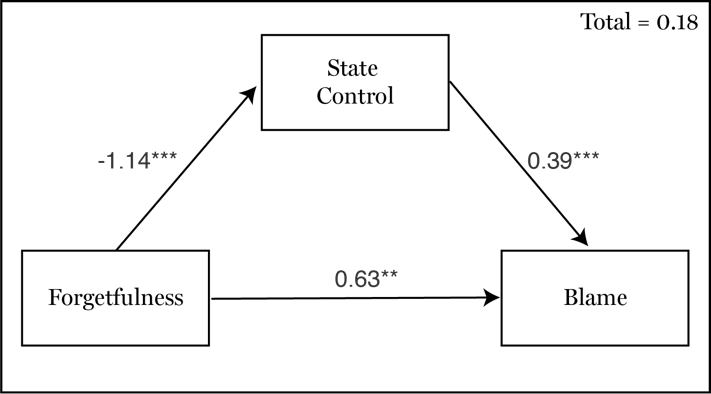 Total = 0.18
State
Control
-1.14***
0.39***
Forgetfulness
0.63**
Blame